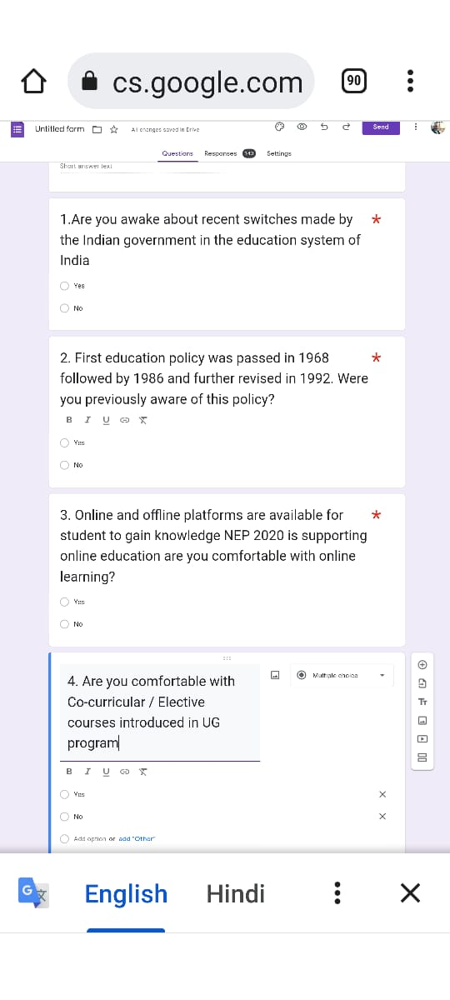 cs.google.com 90
Untitled form All changes saved in Drive Send
Questions Responses 143 Settings
Short answer text
1.Are you awake about recent switches made by *
the Indian government in the education system of
India
Yes
No
2. First education policy was passed in 1968 *
followed by 1986 and further revised in 1992. Were
you previously aware of this policy?
B I U
Yes
No
3. Online and offline platforms are available for *
student to gain knowledge NEP 2020 is supporting
online education are you comfortable with online
learning?
Yes
No
4. Are you comfortable with Multiple choice
Co-curricular / Elective
courses introduced in UG
program
Tт
B I U
Yes
No
Add option or add "Other"
G 文 English Hindi